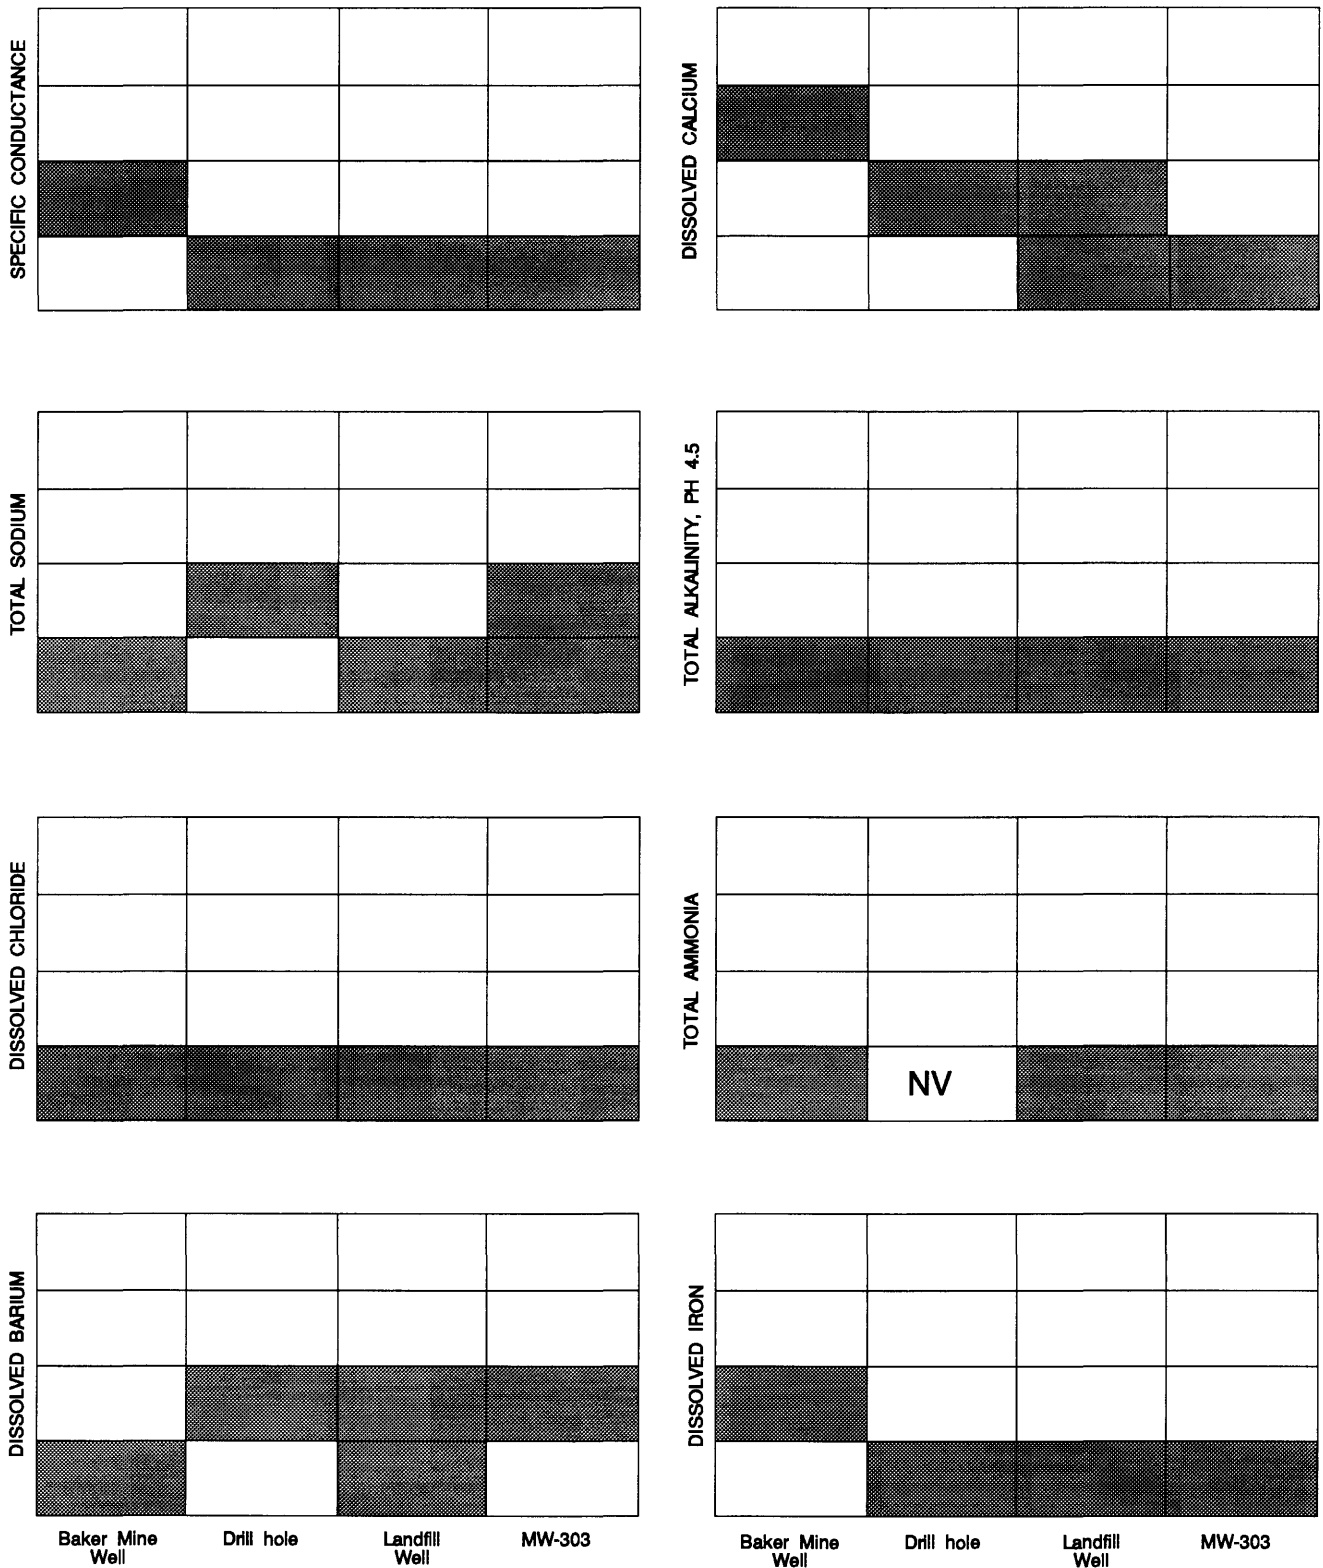 SPECIFIC CONDUCTANCE
DISSOLVED CALCIUM
TOTAL SODIUM
TOTAL ALKALINITY, PH 4.5
DISSOLVED CHLORIDE
TOTAL AMMONIA
NV
DISSOLVED BARIUM
DISSOLVED IRON
Baker Mine
Well
Drill hole
Landfill
Well
MW-303
Baker Mine
Well
Drill hole
Landfill
Well
MW-303